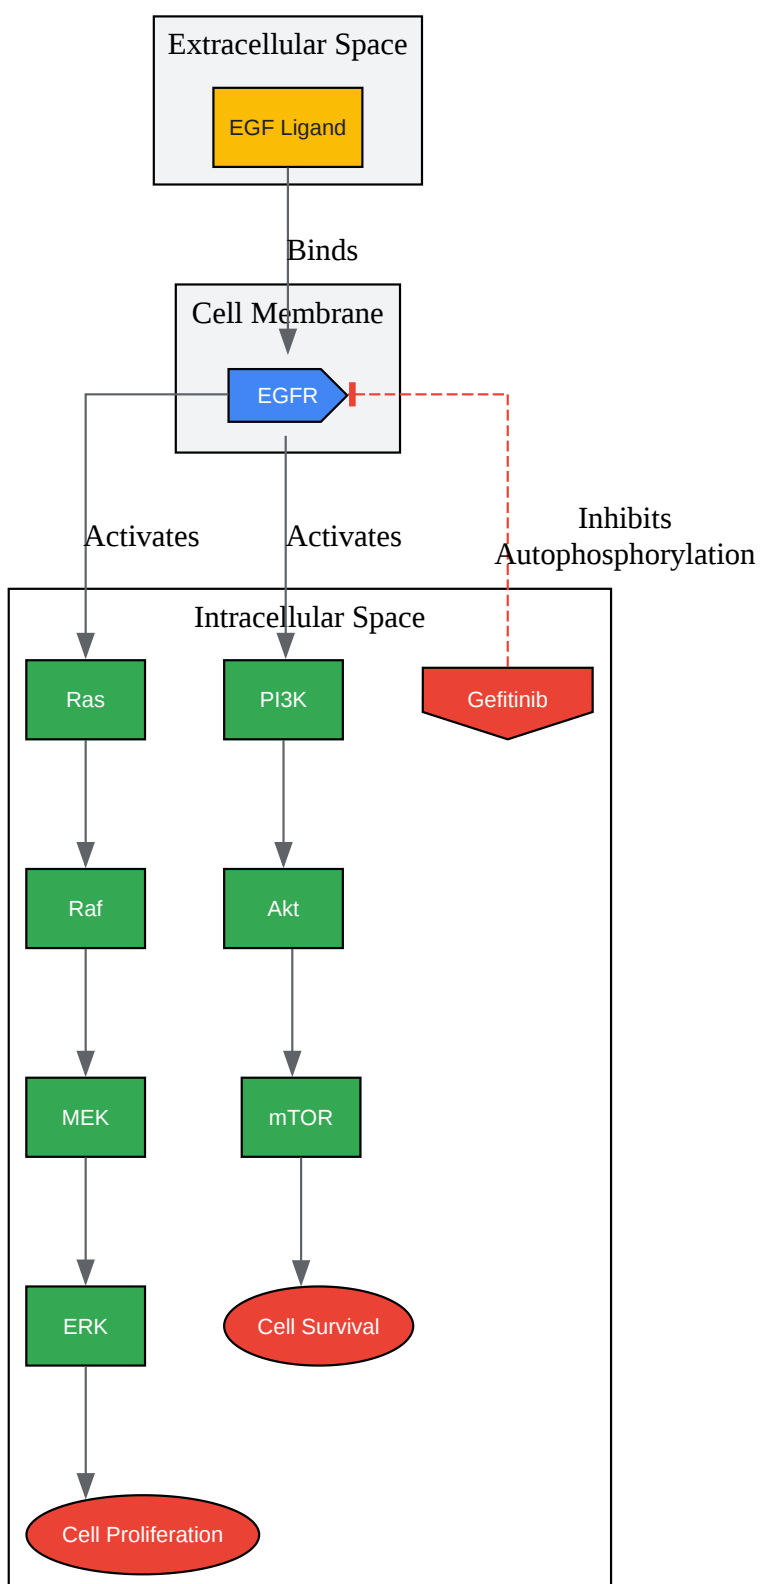 Extracellular Space
EGF Ligand
Binds
Cell Membrane
EGFR
Activates
Activates
Inhibits
Autophosphorylation
Intracellular Space
Ras
PI3K
Gefitinib
Raf
Akt
MEK
mTOR
ERK
Cell Survival
Cell Proliferation